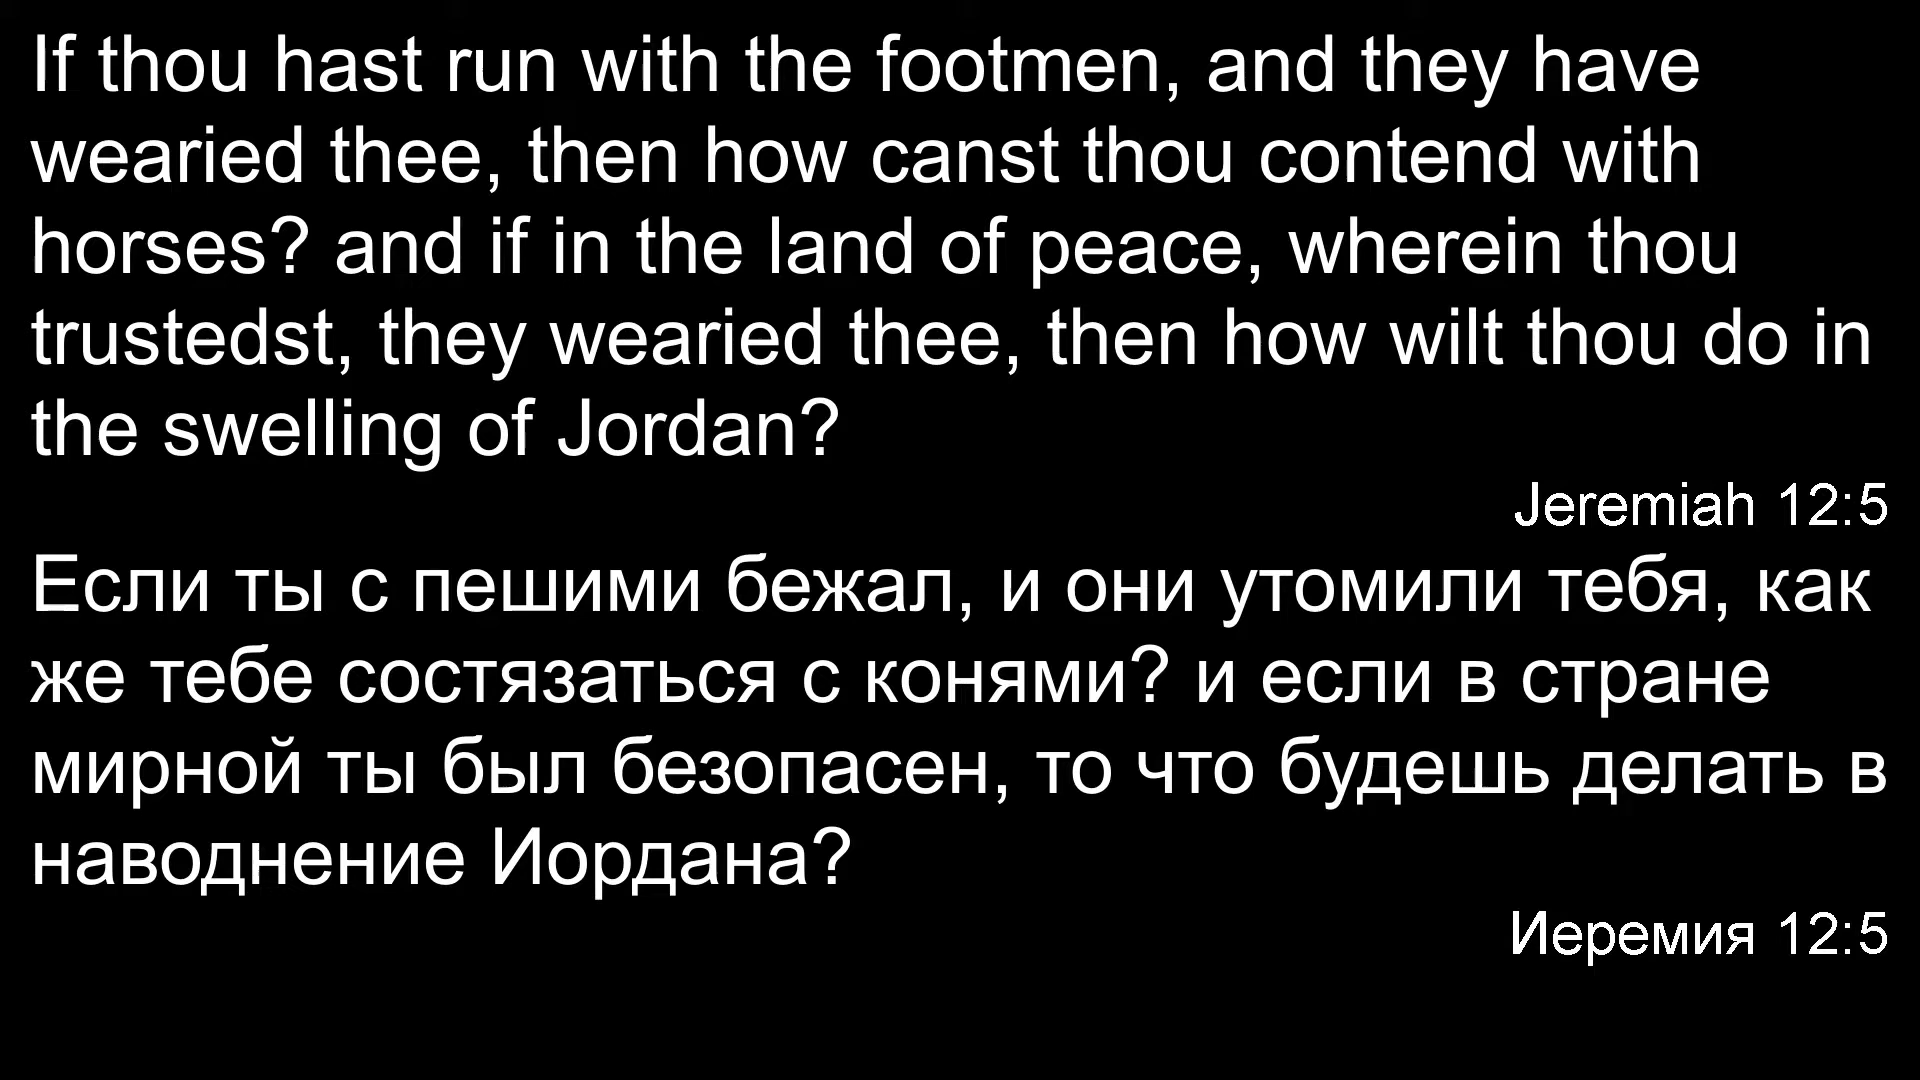 If thou hast run with the footmen, and they have
wearied thee, then how canst thou contend with
horses? and if in the land of peace, wherein thou
trustedst, they wearied thee, then how wilt thou do in
the swelling of Jordan?
Jeremiah 12:5
Если ты с пешими бежал, и они утомили тебя, как
же тебе состязаться с конями? и если в стране
мирной ты был безопасен, то что будешь делать в
наводнение Иордана?
Иеремия 12:5